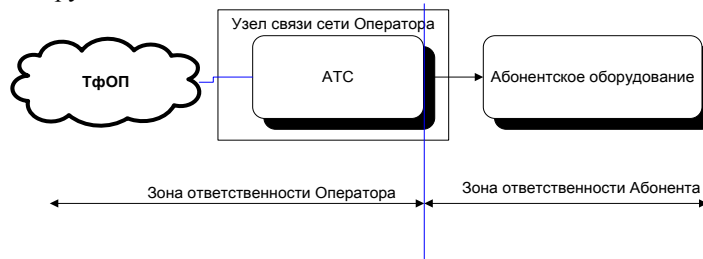 Узел связи сети Оператора
ТфОП
АТС
Абонентское оборудование
Зона ответственности Оператора
Зона ответственности Абонента